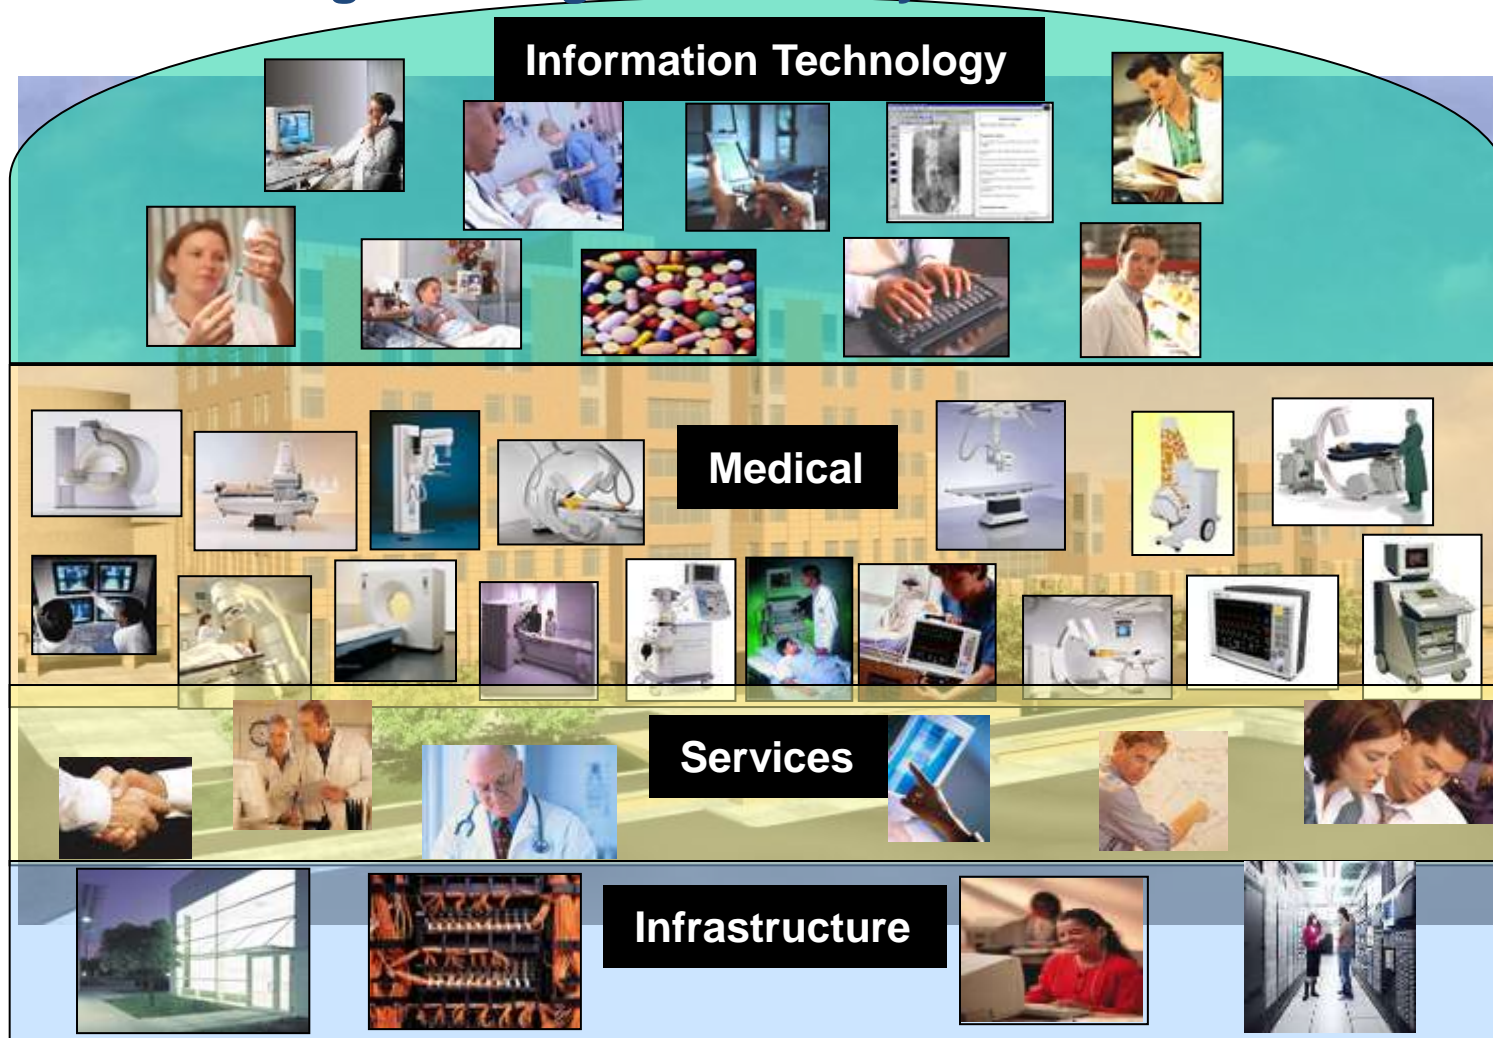 Information Technology
Medical
Services
Infrastructure